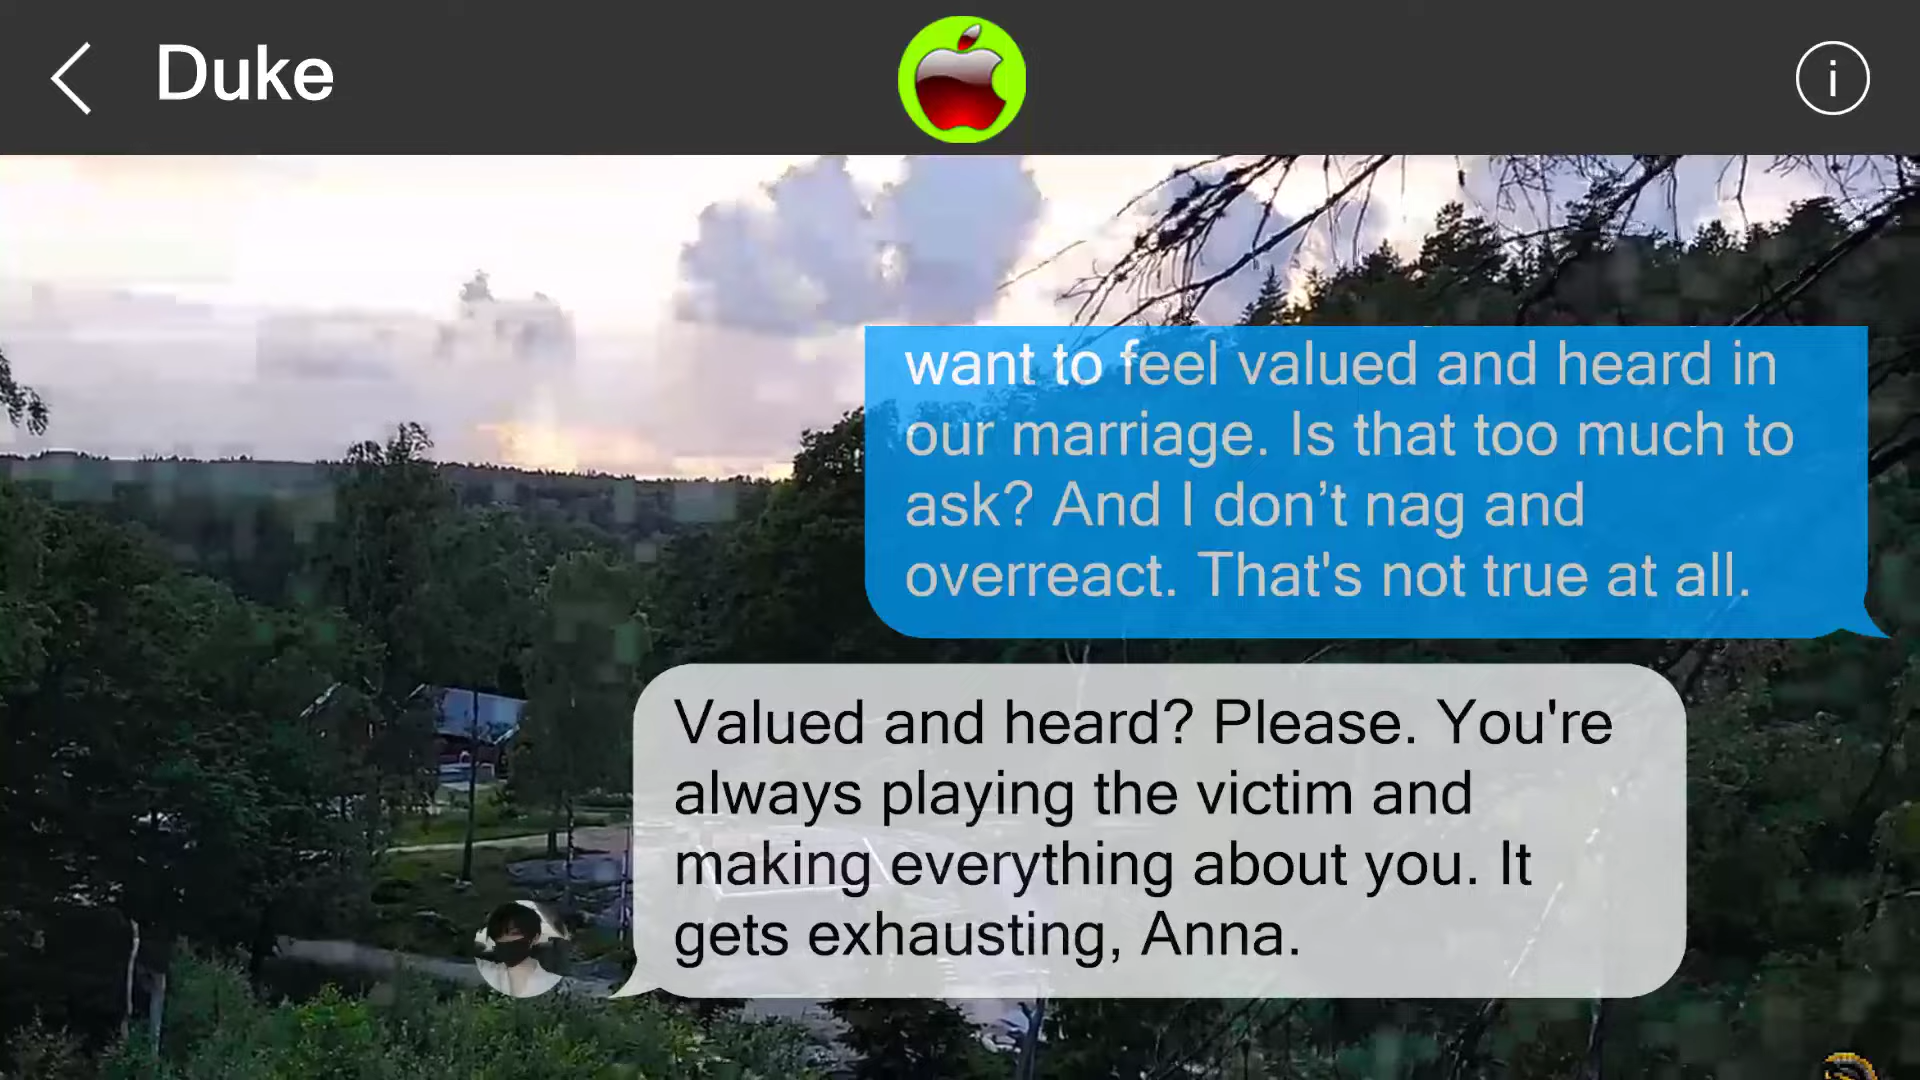 Duke
i
want to feel valued and heard in
our marriage. Is that too much to
ask? And I don’t nag and
overreact. That's not true at all.
Valued and heard? Please. You're
always playing the victim and
making everything about you. It
gets exhausting, Anna.